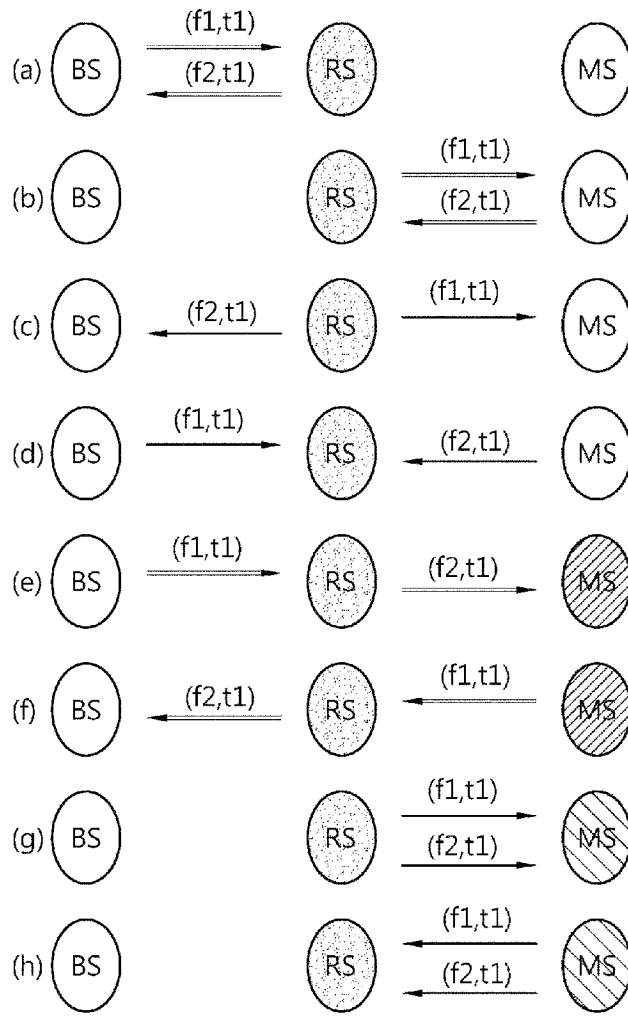 (f1,t1)
(a) BS RS MS
(f2,t1)
(f1,t1)
(b) BS RS MS
(f2,t1)
(f1,t1)
(c) BS (f2,t1) RS MS
(f1,t1)
(d) BS RS (f2,t1) MS
(f1,t1)
(e) BS RS (f2,t1) MS
(f1,t1)
(f) BS (f2,t1) RS MS
(f1,t1)
(g) BS RS MS
(f2,t1)
(f1,t1)
(h) BS RS MS
(f2,t1)